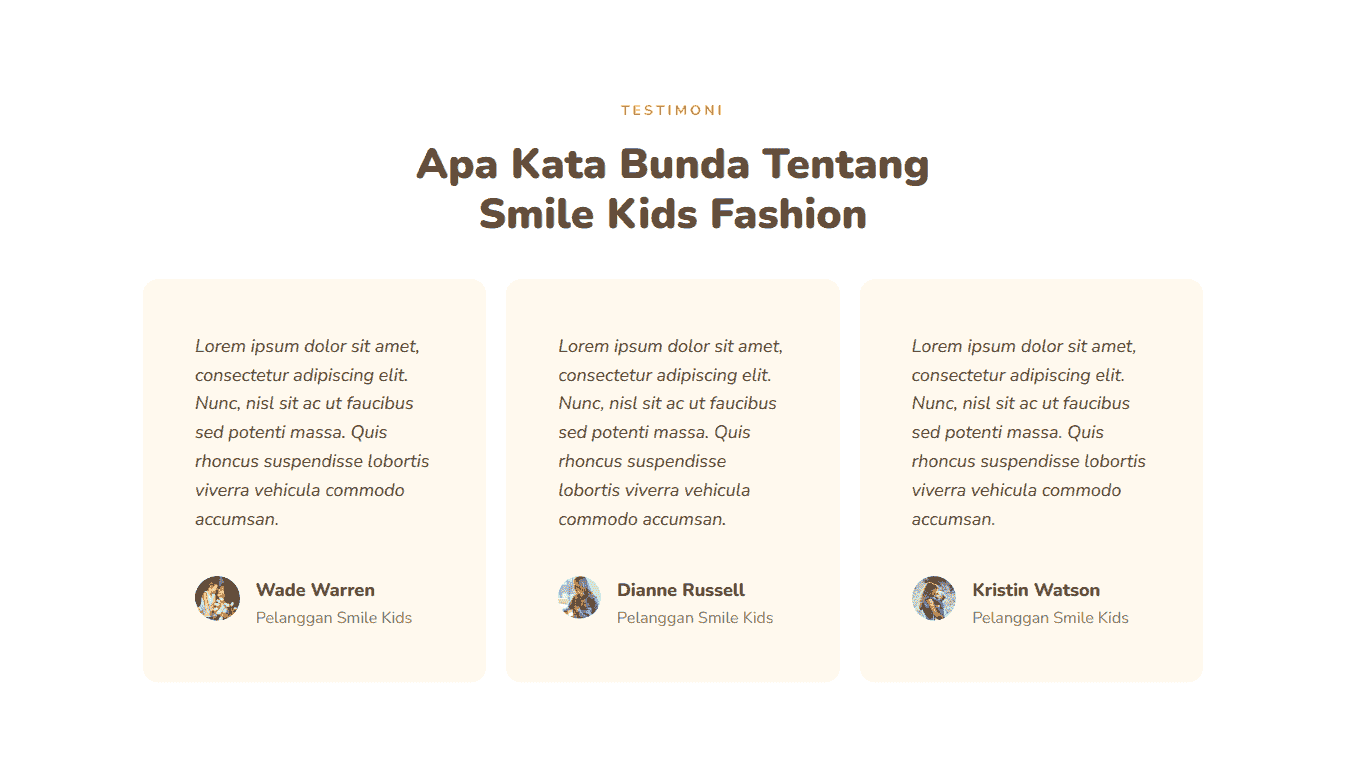 TESTIMONI
Apa Kata Bunda Tentang
Smile Kids Fashion
Lorem ipsum dolor sit amet,
consectetur adipiscing elit.
Nunc, nisl sit ac ut faucibus
sed potenti massa. Quis
rhoncus suspendisse lobortis
viverra vehicula commodo
accumsan.
Wade Warren
Pelanggan Smile Kids
Lorem ipsum dolor sit amet,
consectetur adipiscing elit.
Nunc, nisl sit ac ut faucibus
sed potenti massa. Quis
rhoncus suspendisse
lobortis viverra vehicula
commodo accumsan.
Dianne Russell
Pelanggan Smile Kids
Lorem ipsum dolor sit amet,
consectetur adipiscing elit.
Nunc, nisl sit ac ut faucibus
sed potenti massa. Quis
rhoncus suspendisse lobortis
viverra vehicula commodo
accumsan.
Kristin Watson
Pelanggan Smile Kids